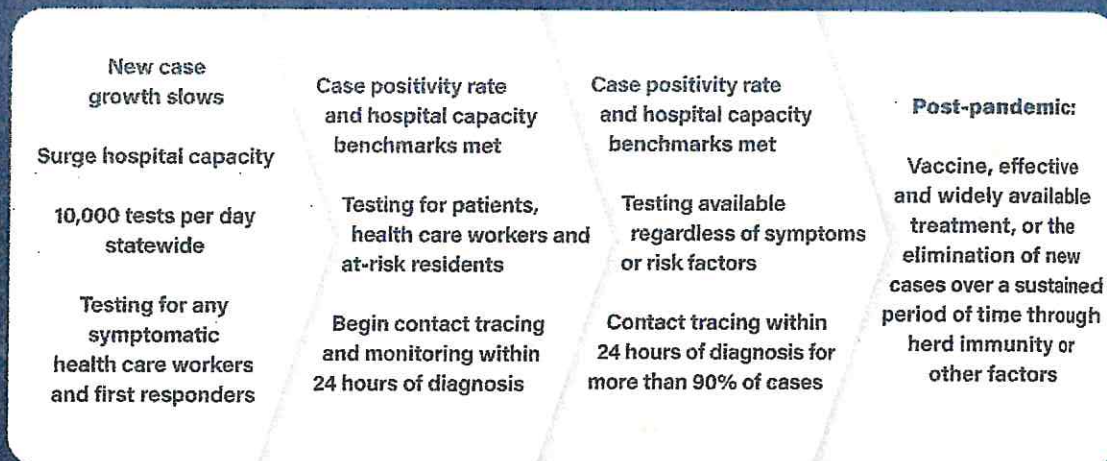 New case
growth slows
Surge hospital capacity
10,000 tests per day
statewide
Testing for any
symptomatic
health care workers
and first responders
Case positivity rate
and hospital capacity
benchmarks met
Testing for patients,
health care workers and
at-risk residents
Begin contact tracing
and monitoring within
24 hours of diagnosis
Case positivity rate
and hospital capacity
benchmarks met
Testing available
regardless of symptoms
or risk factors
Contact tracing within
24 hours of diagnosis for
more than 90% of cases
Post-pandemic:
Vaccine, effective
and widely available
treatment, or the
elimination of new
cases over a sustained
period of time through
herd immunity or
other factors